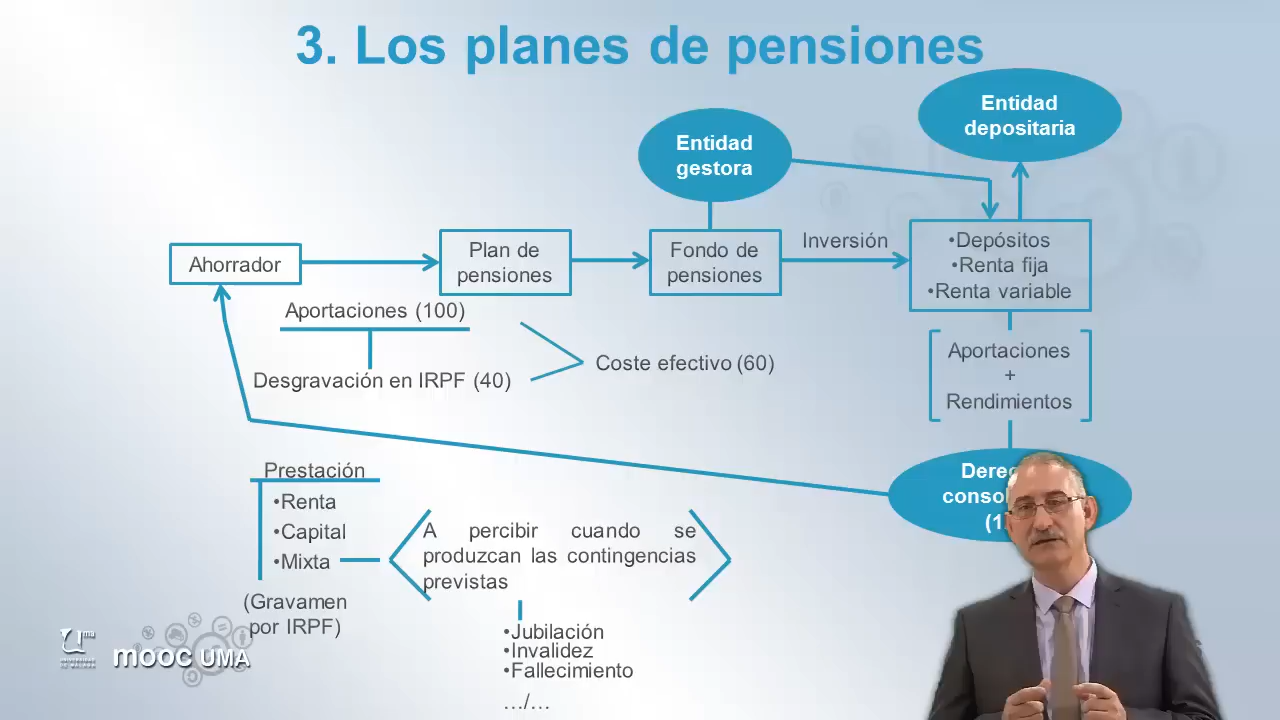 3. Los planes de pensiones
Entidad
gestora
Entidad
depositaria
Ahorrador
Plan de
pensiones
Fondo de
pensiones
Inversión
•Depósitos
•Renta fija
•Renta variable
Aportaciones (100)
Desgravación en IRPF (40)
Coste efectivo (60)
Aportaciones
+
Rendimientos
Prestación
•Renta
•Capital
•Mixta
(Gravamen
por IRPF)
A percibir cuando se
produzcan las contingencias
previstas
•Jubilación
•Invalidez
•Fallecimiento
…/…
mooc UMA